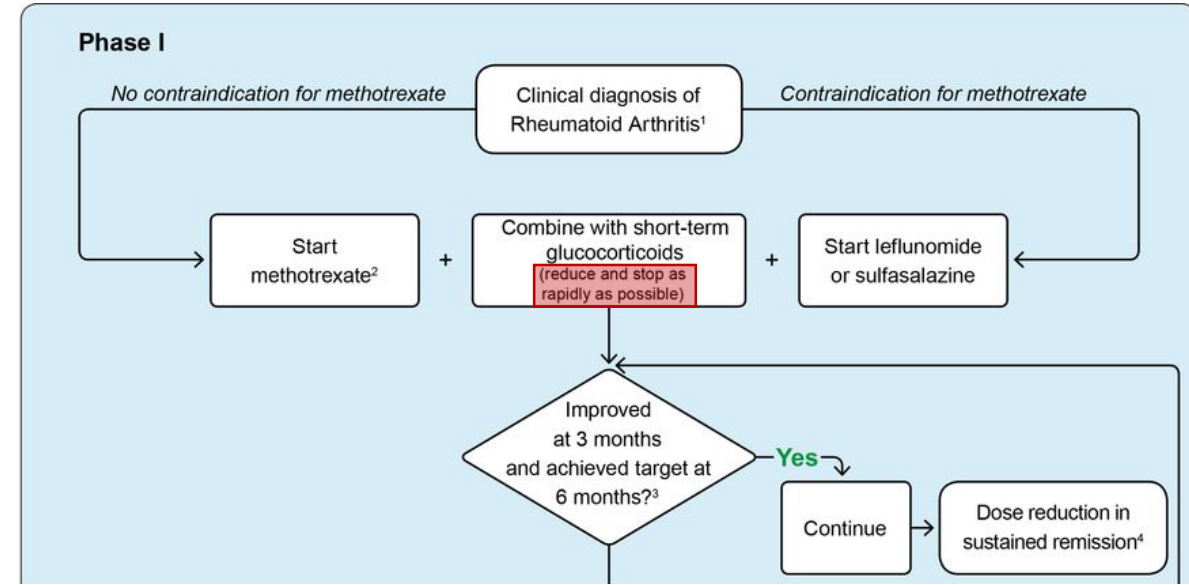 Phase I
No contraindication for methotrexate
Clinical diagnosis of
Rheumatoid Arthritis¹
Contraindication for methotrexate
Start
methotrexate²
+
Combine with short-term
glucocorticoids
(reduce and stop as
rapidly as possible)
+
Start leflunomide
or sulfasalazine
Improved
at 3 months
and achieved target at
6 months?³
Yes
Continue
Dose reduction in
sustained remission⁴